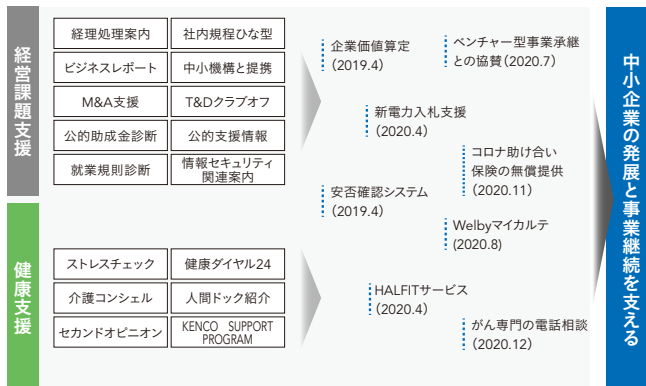 経営課題支援
経理処理案内
社内規程ひな型
ビジネスレポート
中小機構と提携
M&A支援
T&Dクラブオフ
公的助成金診断
公的支援情報
就業規則診断
情報セキュリティ
関連案内
健康支援
ストレスチェック
健康ダイヤル24
介護コンシェル
人間ドック紹介
セカンドオピニオン
KENCO SUPPORT
PROGRAM
企業価値算定
(2019.4)
ベンチャー型事業承継
との協賛(2020.7)
新電力入札支援
(2020.4)
コロナ助け合い
保険の無償提供
(2020.11)
安否確認システム
(2019.4)
Welbyマイカルテ
(2020.8)
HALFITサービス
(2020.4)
がん専門の電話相談
(2020.12)
中小企業の発展と事業継続を支える